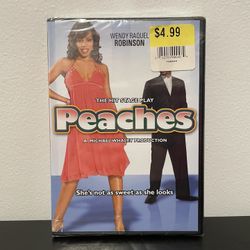 WENDY RAQUEL
ROBINSON
$4.99
THE HIT STAGE PLAY
Peaches
A MICHAEL WHALEY PRODUCTION
She's not as sweet as she looks